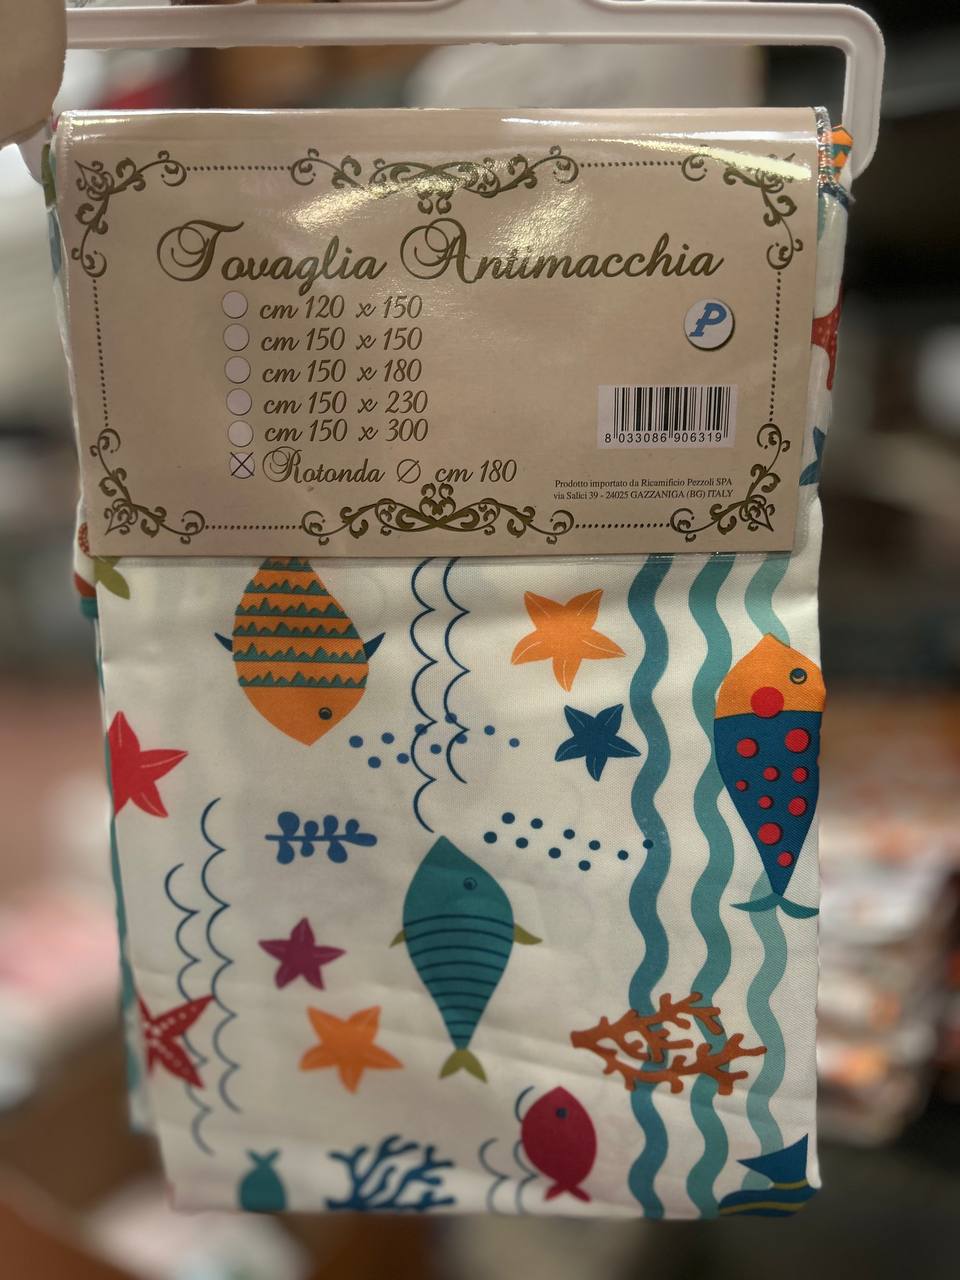 Tovaglia Antimacchia
cm 120 x 150
cm 150 x 150
cm 150 x 180
cm 150 x 230
cm 150 x 300
Rotonda Ø cm 180
P
8 033086 906319
Prodotto importato da Ricamificio Pezzoli SPA
via Salici 39 - 24025 GAZZANIGA (BG) ITALY